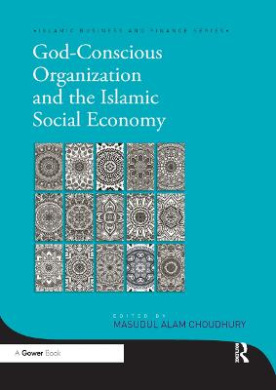 ISLAMIC BUSINESS AND FINANCE SERIES
God-Conscious
Organization
and the Islamic
Social Economy
EDITED BY
MASUDUL ALAM CHOUDHURY
A Gower Book
ROUTLEDGE